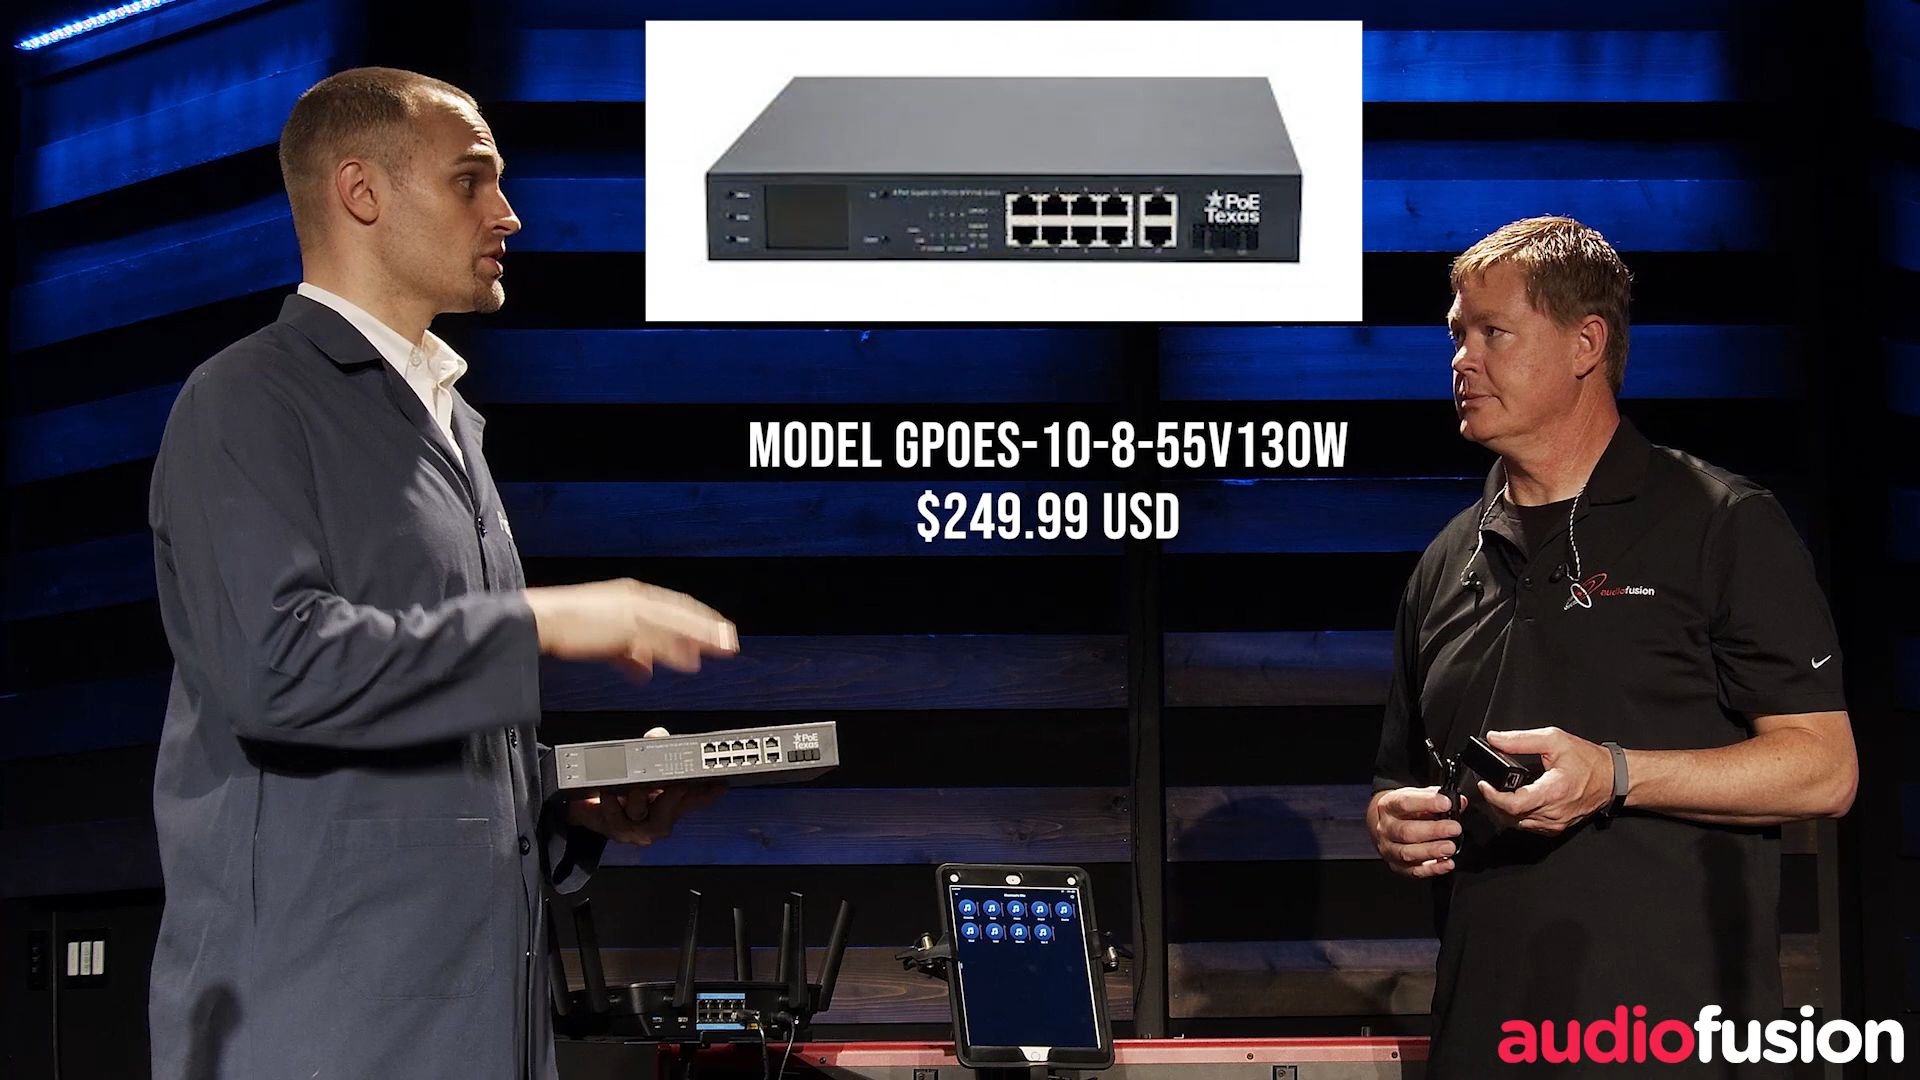 PoE
Texas
MODEL GPOES-10-8-55V130W
$249.99 USD
audiofusion
PoE
Texas
audiofusion